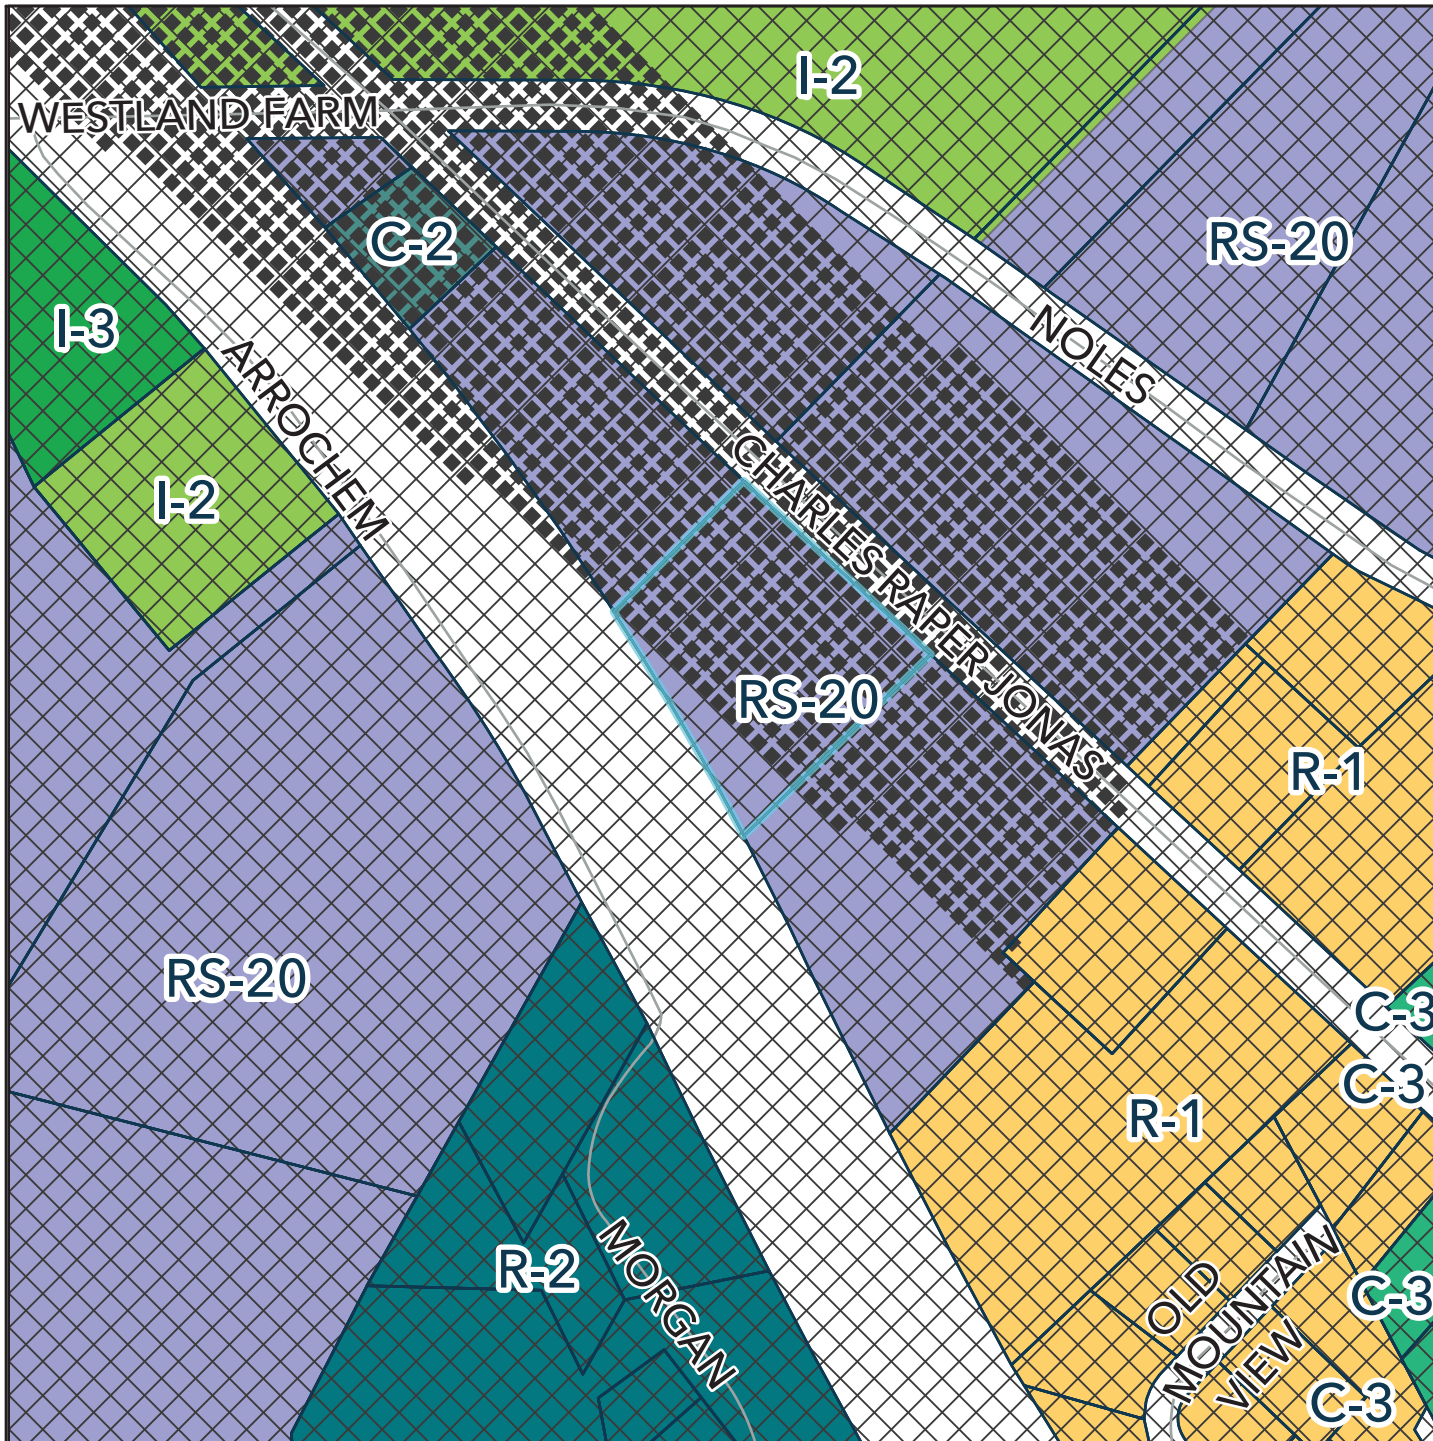 I-2
WESTLAND FARM
RS-20
C-2
I-3
NOLES
ARROCHEM
CHARLES RAPER JONAS
I-2
RS-20
R-1
RS-20
C-3
C-3
R-1
R-2
MORGAN
OLD
MOUNTAIN
VIEW
C-3
C-3